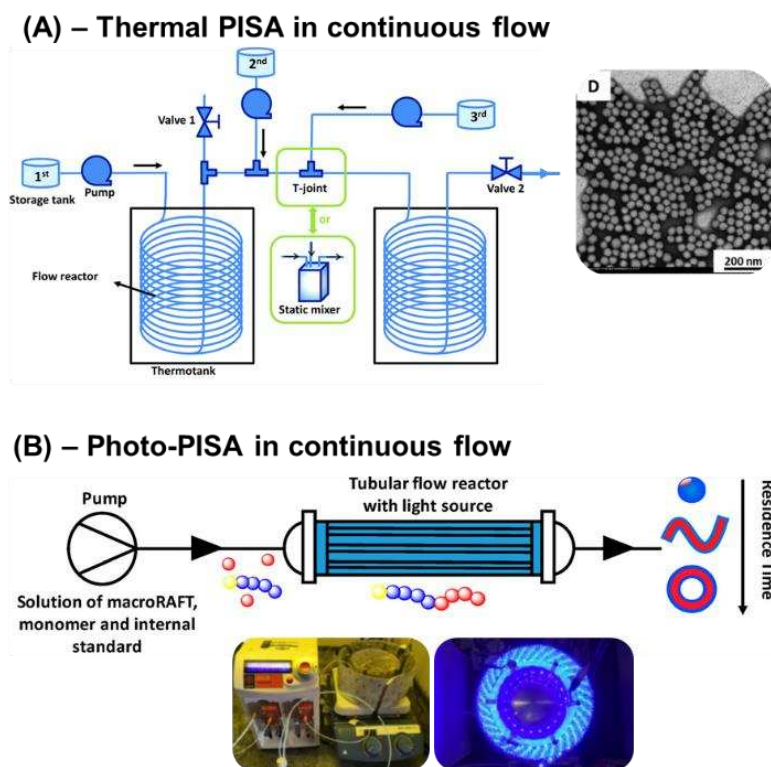 (A) – Thermal PISA in continuous flow
2nd
D
Valve 1
3rd
1st
Storage tank
Pump
T-joint
Valve 2
or
200 nm
Flow reactor
Static mixer
Thermotank
(B) – Photo-PISA in continuous flow
Pump
Tubular flow reactor
with light source
Residence Time
Solution of macroRAFT,
monomer and internal
standard